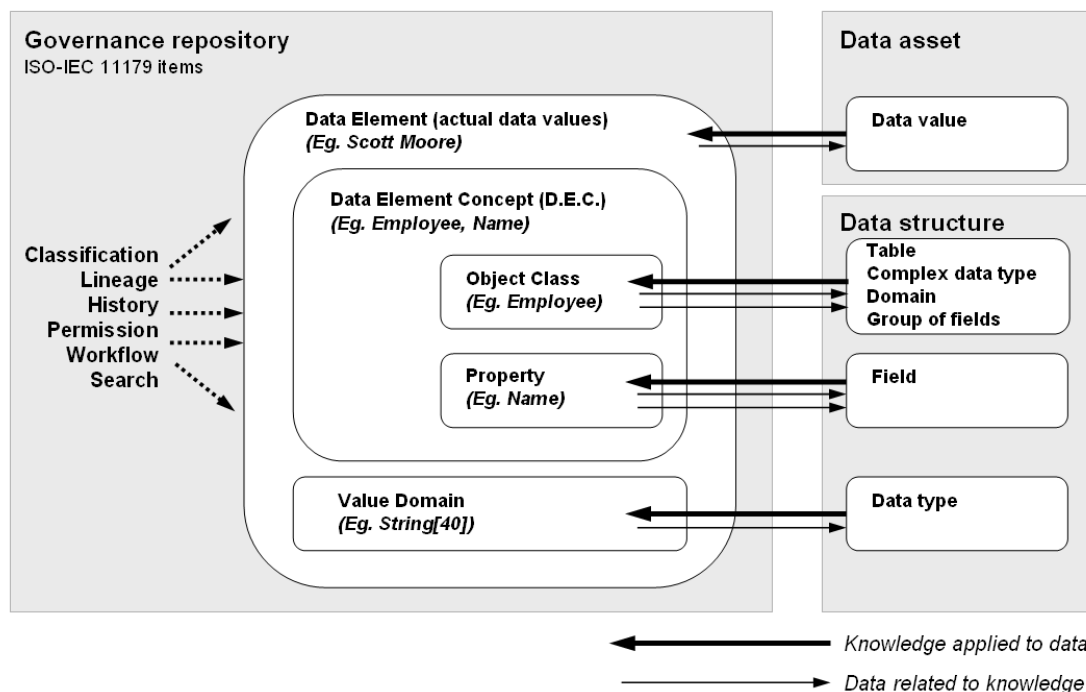 Governance repository
ISO-IEC 11179 items
Data Element (actual data values)
(Eg. Scott Moore)
Data Element Concept (D.E.C.)
(Eg. Employee, Name)
Object Class
(Eg. Employee)
Property
(Eg. Name)
Value Domain
(Eg. String[40])
Classification
Lineage
History
Permission
Workflow
Search
Data asset
Data value
Data structure
Table
Complex data type
Domain
Group of fields
Field
Data type
Knowledge applied to data
Data related to knowledge